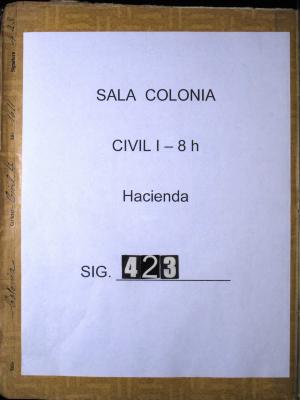 SALA COLONIA
CIVIL I – 8 h
Hacienda
SIG. 423